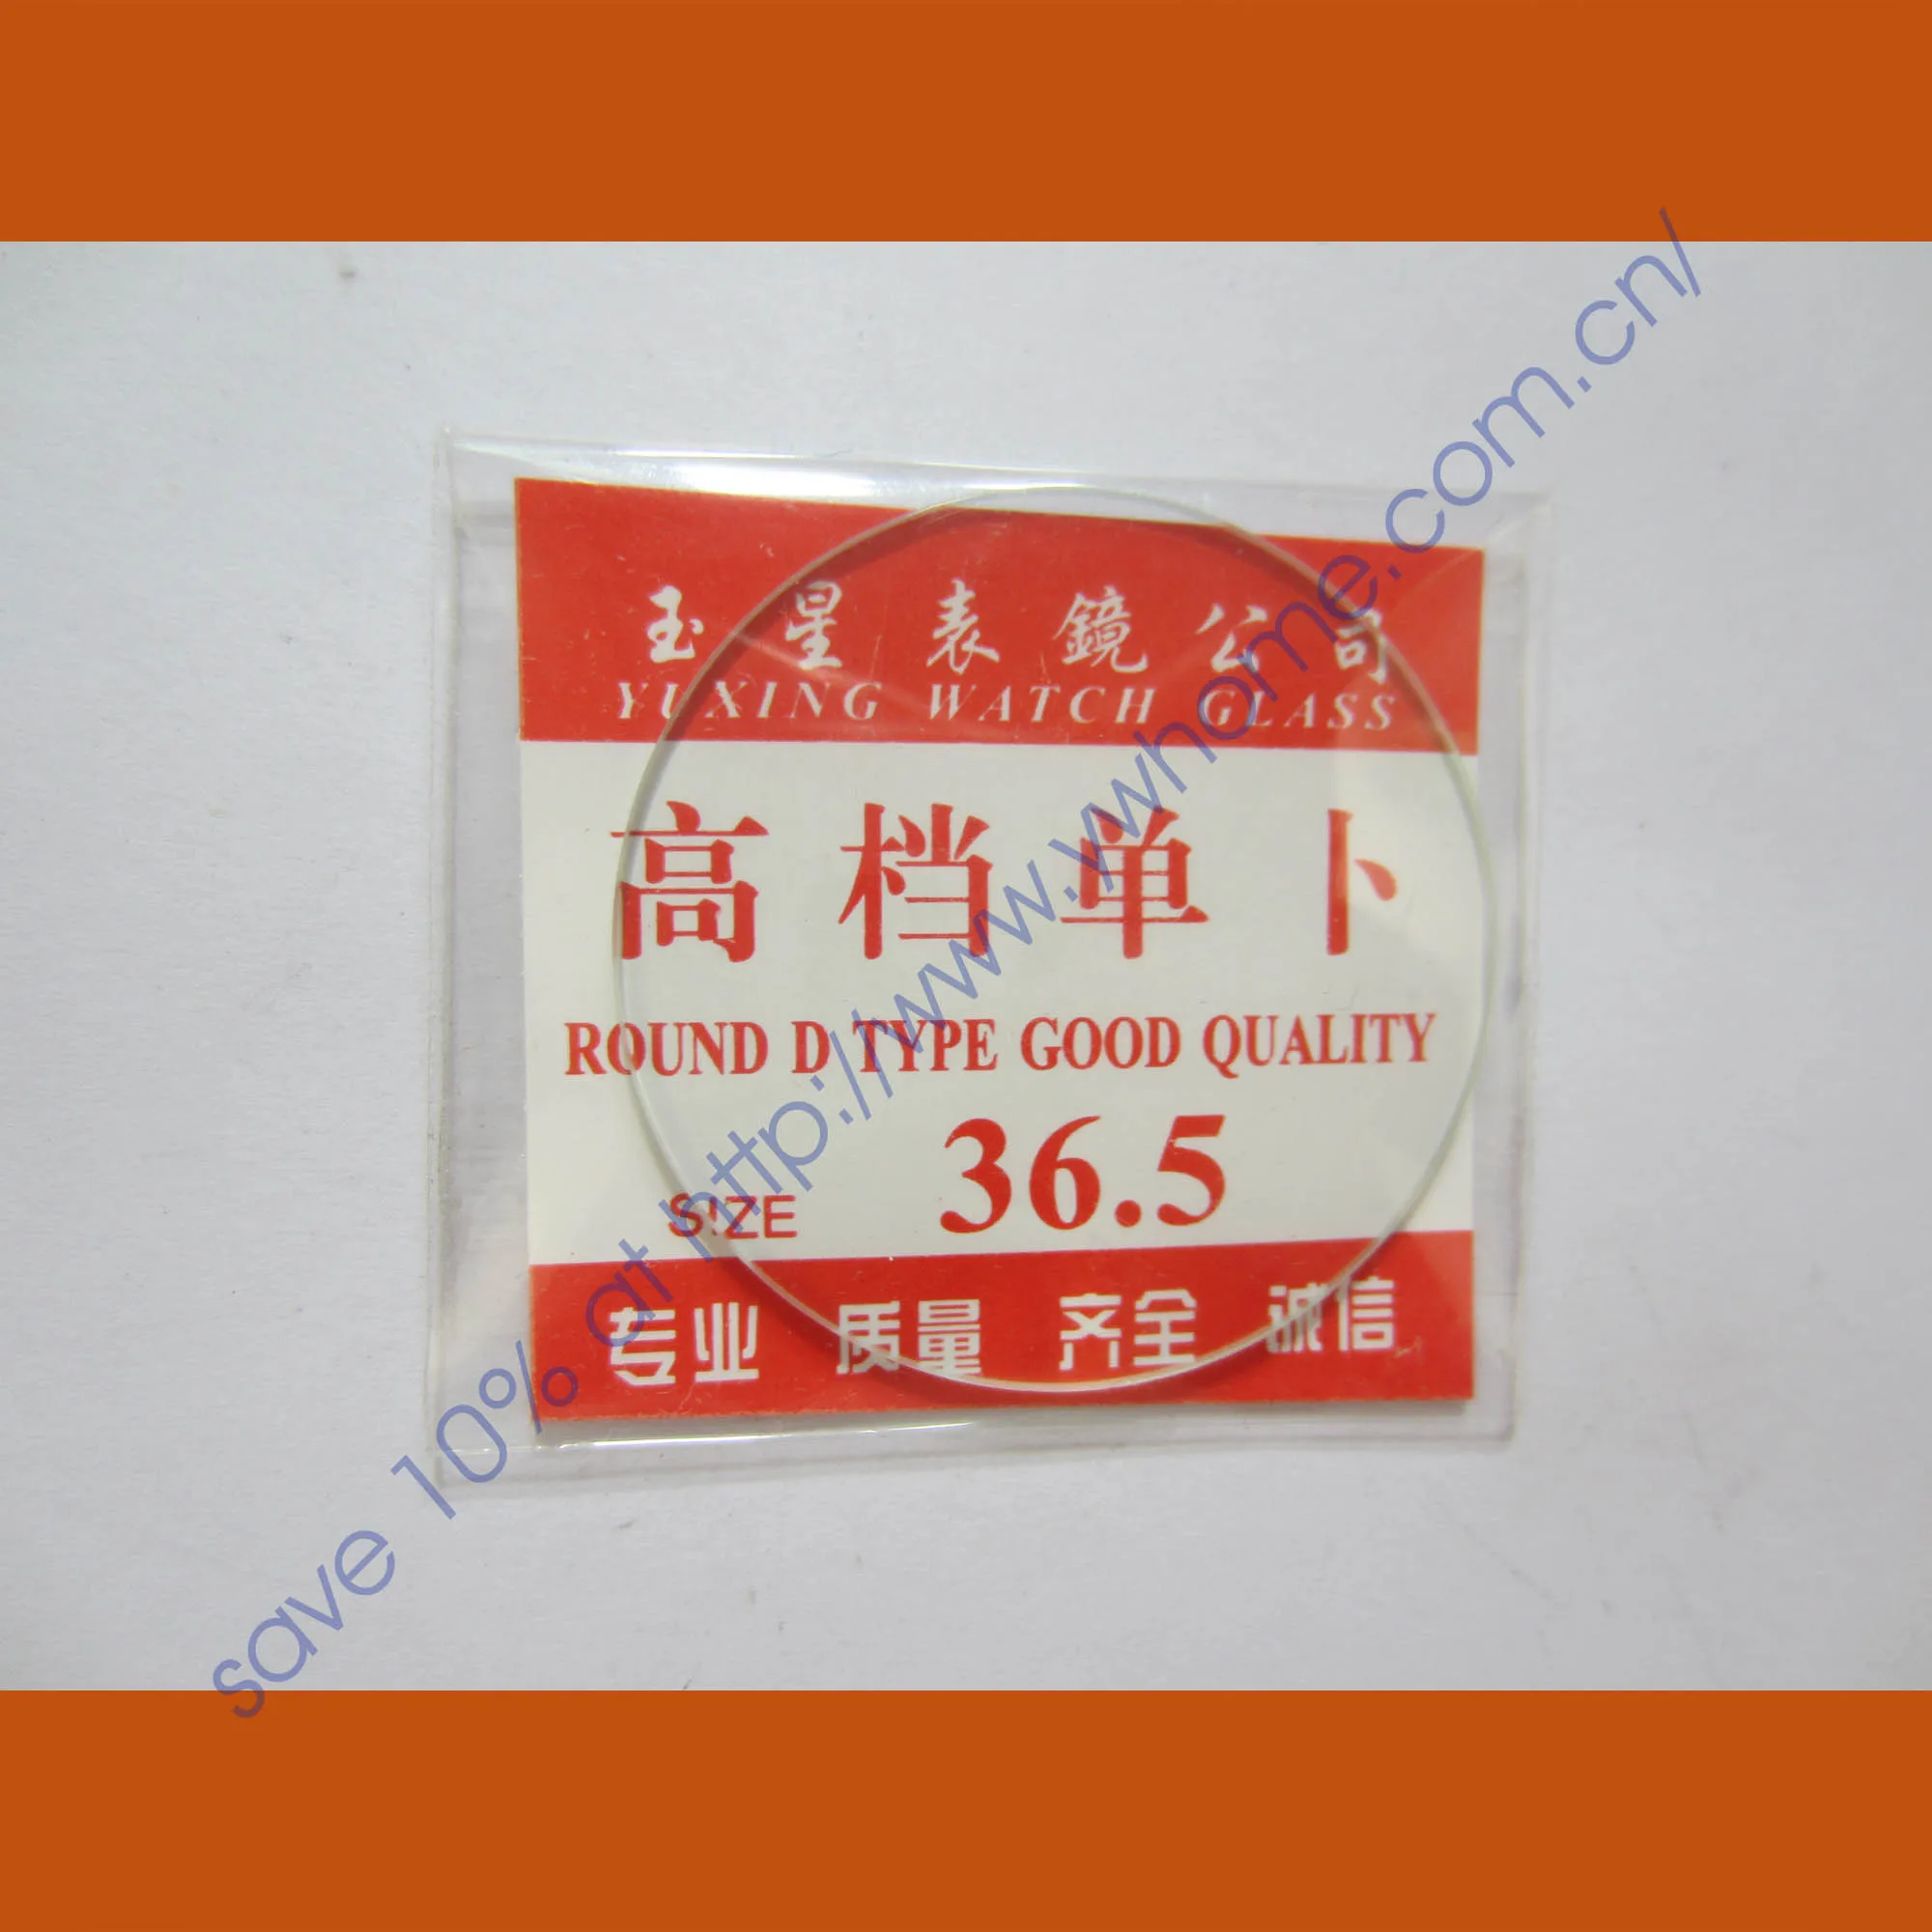 玉星表鏡公司
YUXING WATCH GLASS
高档单卜
ROUND D TYPE GOOD QUALITY
SIZE 36.5
专业 质量 齐全 诚信
save 10% at http://www.ywhome.com.cn/